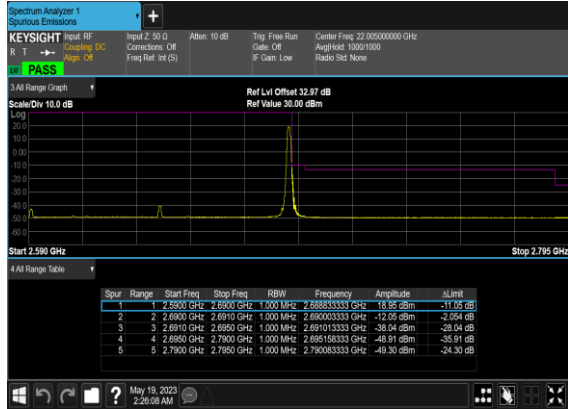 Spectrum Analyzer 1
Spurious Emissions
KEYSIGHT Input: RF Input Z: 50 Ω Atten: 10 dB Trig: Free Run Center Freq: 22.005000000 GHz
R T Coupling: DC Corrections: Off Gate: Off Avg|Hold: 1000/1000
Align: Off Freq Ref: Int (S) IF Gain: Low Radio Std: None
PASS
3 All Range Graph
Ref Lvl Offset 32.97 dB
Scale/Div 10.0 dB Ref Value 30.00 dBm
Log
20.0
10.0
0.00
-10.0
-20.0
-30.0
-40.0
-50.0
-60.0
Start 2.590 GHz Stop 2.795 GHz
4 All Range Table
Spur Range Start Freq Stop Freq RBW Frequency Amplitude ΔLimit
1 1 2.5900 GHz 2.6900 GHz 1.000 MHz 2.688833333 GHz 18.95 dBm -11.05 dB
2 2 2.6900 GHz 2.6910 GHz 1.000 MHz 2.690003333 GHz -12.05 dBm -2.054 dB
3 3 2.6910 GHz 2.6950 GHz 1.000 MHz 2.691013333 GHz -38.04 dBm -28.04 dB
4 4 2.6950 GHz 2.7900 GHz 1.000 MHz 2.695158333 GHz -48.91 dBm -35.91 dB
5 5 2.7900 GHz 2.7950 GHz 1.000 MHz 2.790083333 GHz -49.30 dBm -24.30 dB
May 19, 2023
2:26:08 AM